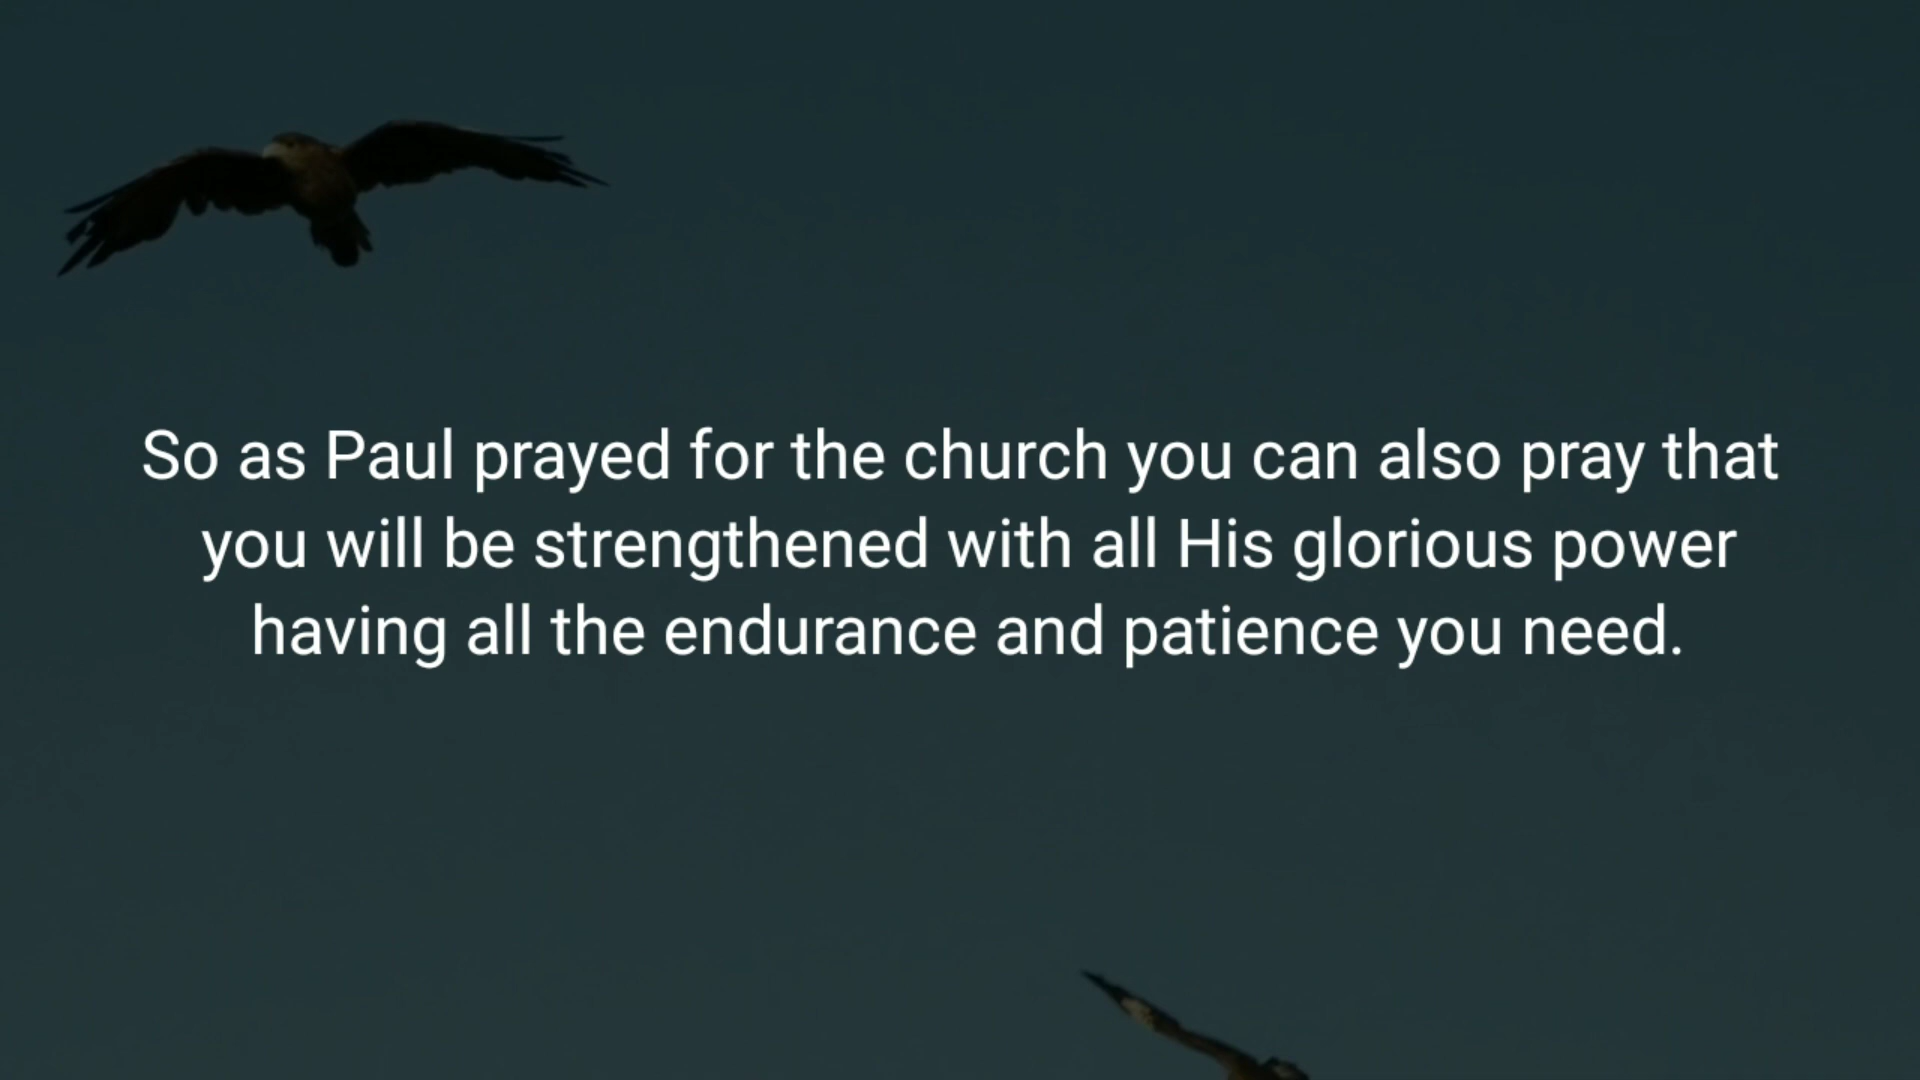 So as Paul prayed for the church you can also pray that
you will be strengthened with all His glorious power
having all the endurance and patience you need.